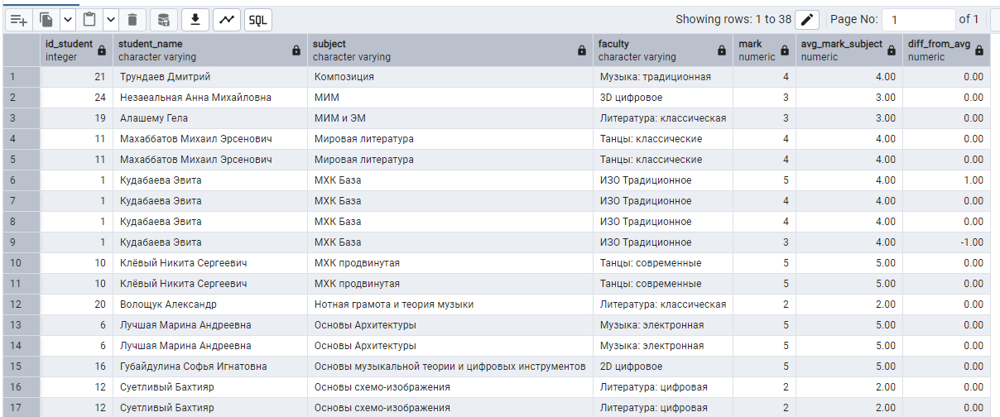 SQL Showing rows: 1 to 38 Page No: 1 of 1
id_student student_name subject faculty mark avg_mark_subject diff_from_avg
integer character varying character varying character varying numeric numeric numeric
1 21 Трундаев Дмитрий Композиция Музыка: традиционная 4 4.00 0.00
2 24 Незаеальная Анна Михайловна МИМ 3D цифровое 3 3.00 0.00
3 19 Алашему Гела МИМ и ЭМ Литература: классическая 3 3.00 0.00
4 11 Махаббатов Михаил Эрсенович Мировая литература Танцы: классические 4 4.00 0.00
5 11 Махаббатов Михаил Эрсенович Мировая литература Танцы: классические 4 4.00 0.00
6 1 Кудабаева Эвита МХК База ИЗО Традиционное 5 4.00 1.00
7 1 Кудабаева Эвита МХК База ИЗО Традиционное 4 4.00 0.00
8 1 Кудабаева Эвита МХК База ИЗО Традиционное 4 4.00 0.00
9 1 Кудабаева Эвита МХК База ИЗО Традиционное 3 4.00 -1.00
10 10 Клёвый Никита Сергеевич МХК продвинутая Танцы: современные 5 5.00 0.00
11 10 Клёвый Никита Сергеевич МХК продвинутая Танцы: современные 5 5.00 0.00
12 20 Волощук Александр Нотная грамота и теория музыки Литература: классическая 2 2.00 0.00
13 6 Лучшая Марина Андреевна Основы Архитектуры Музыка: электронная 5 5.00 0.00
14 6 Лучшая Марина Андреевна Основы Архитектуры Музыка: электронная 5 5.00 0.00
15 16 Губайдулина Софья Игнатовна Основы музыкальной теории и цифровых инструментов 2D цифровое 5 5.00 0.00
16 12 Суетливый Бахтияр Основы схемо-изображения Литература: цифровая 2 2.00 0.00
17 12 Суетливый Бахтияр Основы схемо-изображения Литература: цифровая 2 2.00 0.00